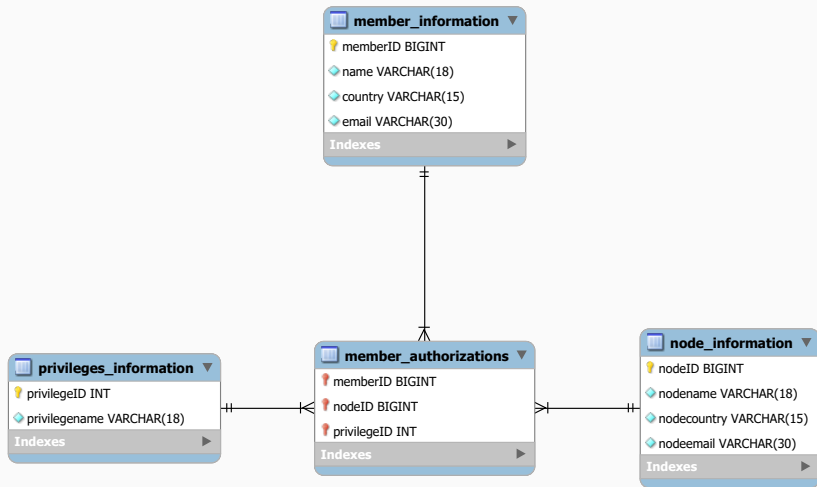 member_information
memberID BIGINT
name VARCHAR(18)
country VARCHAR(15)
email VARCHAR(30)
Indexes
privileges_information
privilegeID INT
privilegename VARCHAR(18)
Indexes
member_authorizations
memberID BIGINT
nodeID BIGINT
privilegeID INT
Indexes
node_information
nodeID BIGINT
nodename VARCHAR(18)
nodecountry VARCHAR(15)
nodeemail VARCHAR(30)
Indexes